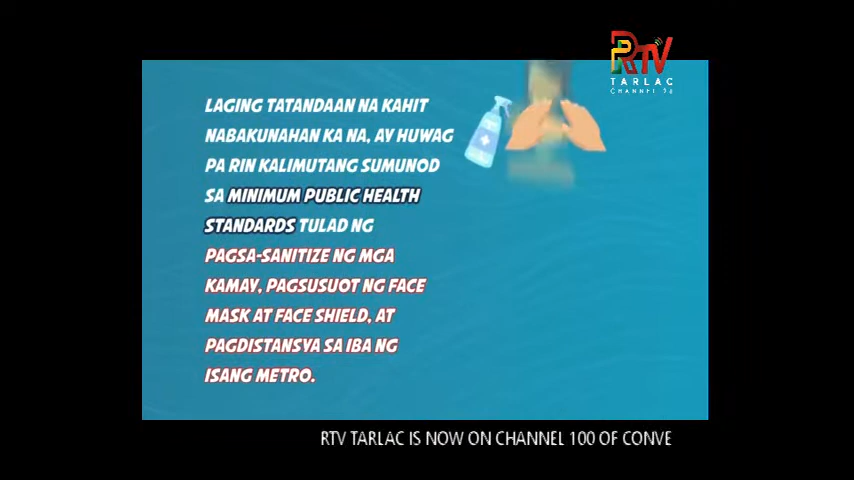 RTV
TARLAC
CHANNEL 26
LAGING TATANDAAN NA KAHIT
NABAKUNAHAN KA NA, AY HUWAG
PA RIN KALIMUTANG SUMUNOD
SA MINIMUM PUBLIC HEALTH
STANDARDS TULAD NG
PAGSA-SANITIZE NG MGA
KAMAY, PAGSUSUOT NG FACE
MASK AT FACE SHIELD, AT
PAGDISTANSYA SA IBA NG
ISANG METRO.
RTV TARLAC IS NOW ON CHANNEL 100 OF CONVE